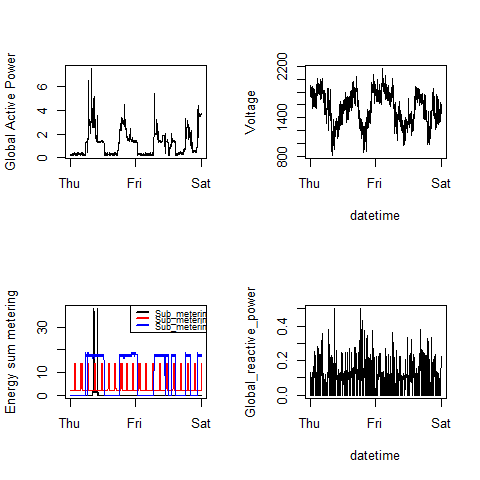 Global Active Power
0 2 4 6
Thu Fri Sat
Voltage
800 1400 2200
Thu Fri Sat
datetime
Energy sum metering
0 10 30
Thu Fri Sat
Sub_meterin
Sub_meterin
Sub_meterin
Global_reactive_power
0.0 0.2 0.4
Thu Fri Sat
datetime